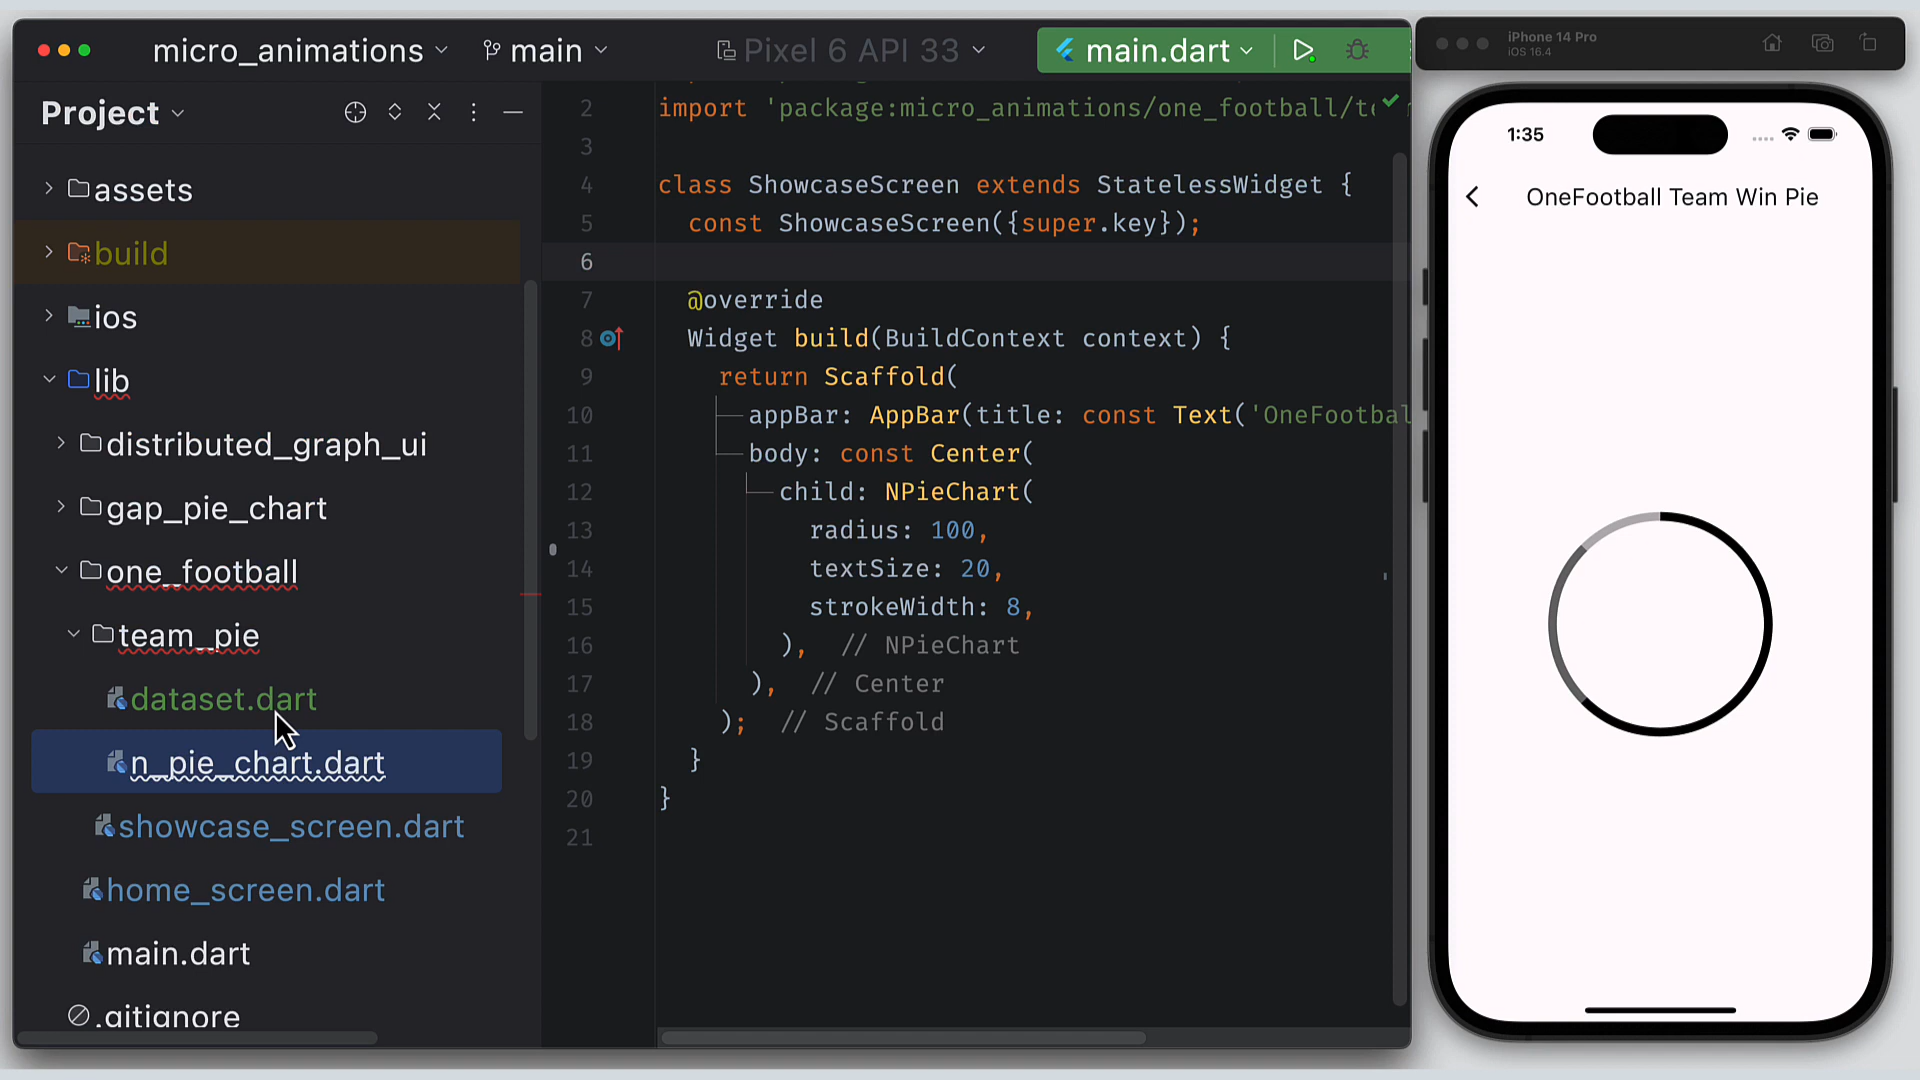 micro_animations
main
Pixel 6 API 33
main.dart
Project
assets
build
ios
lib
distributed_graph_ui
gap_pie_chart
one_football
team_pie
dataset.dart
n_pie_chart.dart
showcase_screen.dart
home_screen.dart
main.dart
.gitignore
2 import 'package:micro_animations/one_football/te
3
4 class ShowcaseScreen extends StatelessWidget {
5 const ShowcaseScreen({super.key});
6
7 @override
8 Widget build(BuildContext context) {
9 return Scaffold(
10 appBar: AppBar(title: const Text('OneFootbal
11 body: const Center(
12 child: NPieChart(
13 radius: 100,
14 textSize: 20,
15 strokeWidth: 8,
16 ), // NPieChart
17 ), // Center
18 ); // Scaffold
19 }
20 }
21
iPhone 14 Pro
iOS 16.4
1:35
OneFootball Team Win Pie